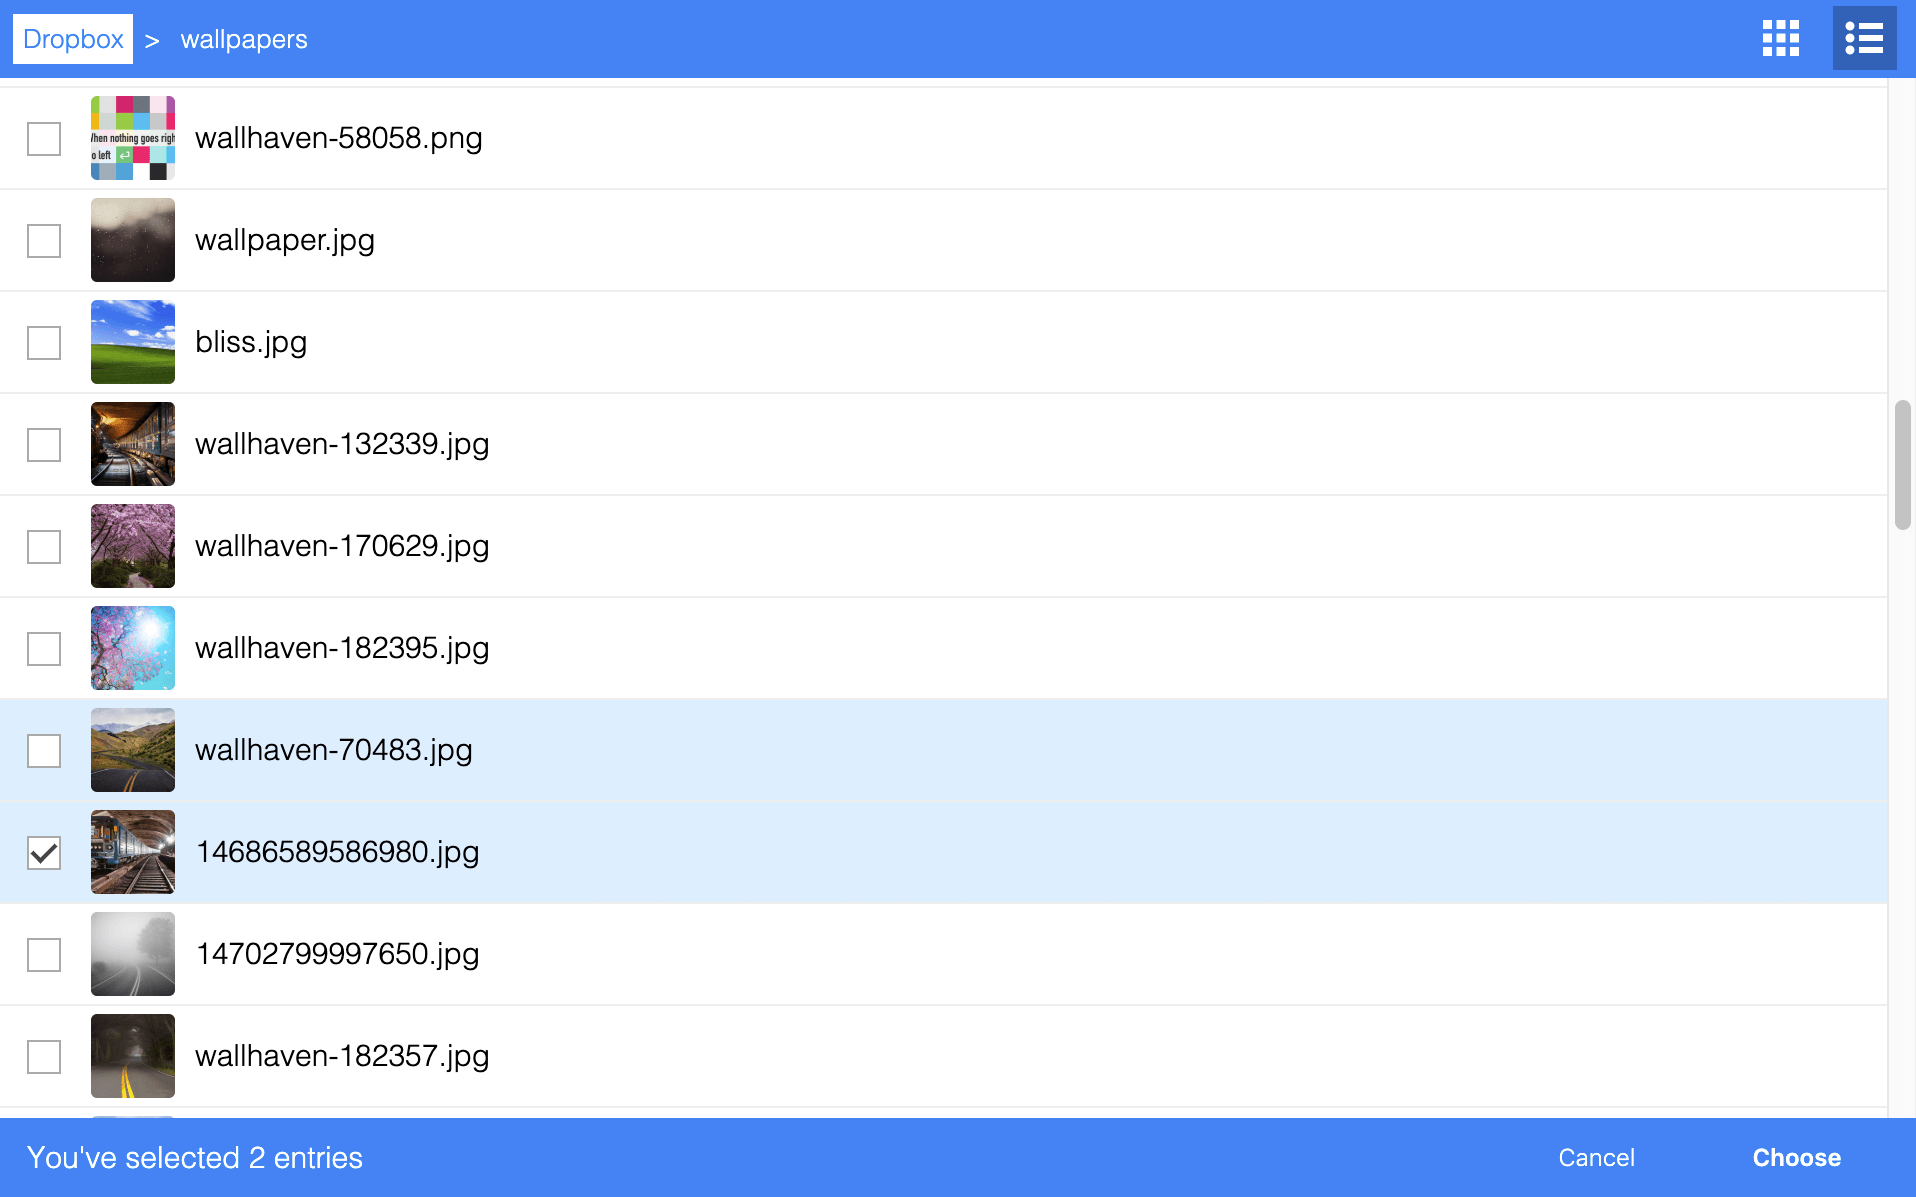 Dropbox > wallpapers
When nothing goes righ
o left
wallhaven-58058.png
wallpaper.jpg
bliss.jpg
wallhaven-132339.jpg
wallhaven-170629.jpg
wallhaven-182395.jpg
wallhaven-70483.jpg
14686589586980.jpg
14702799997650.jpg
wallhaven-182357.jpg
You've selected 2 entries
Cancel
Choose